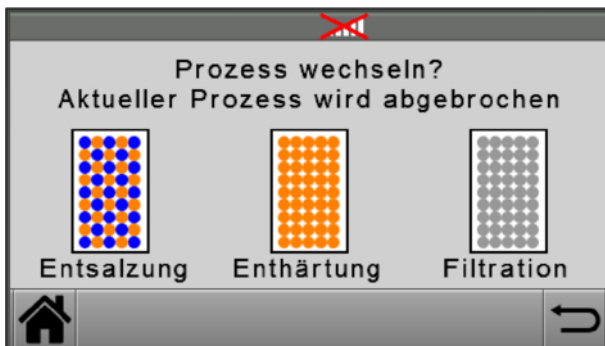 Prozess wechseln?
Aktueller Prozess wird abgebrochen
Entsalzung Enthärtung Filtration